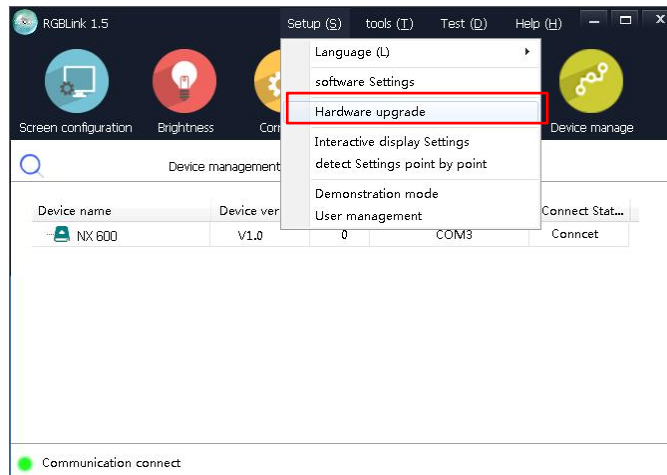 RGBLink 1.5
Setup (S) tools (T) Test (D) Help (H) X
Language (L)
software Settings
Hardware upgrade
Interactive display Settings
detect Settings point by point
Demonstration mode
User management
Screen configuration Brightness Corr Device manage
Device management
Device name Device ver Connect Stat...
NX 600 V1.0 0 COM3 Conncet
Communication connect